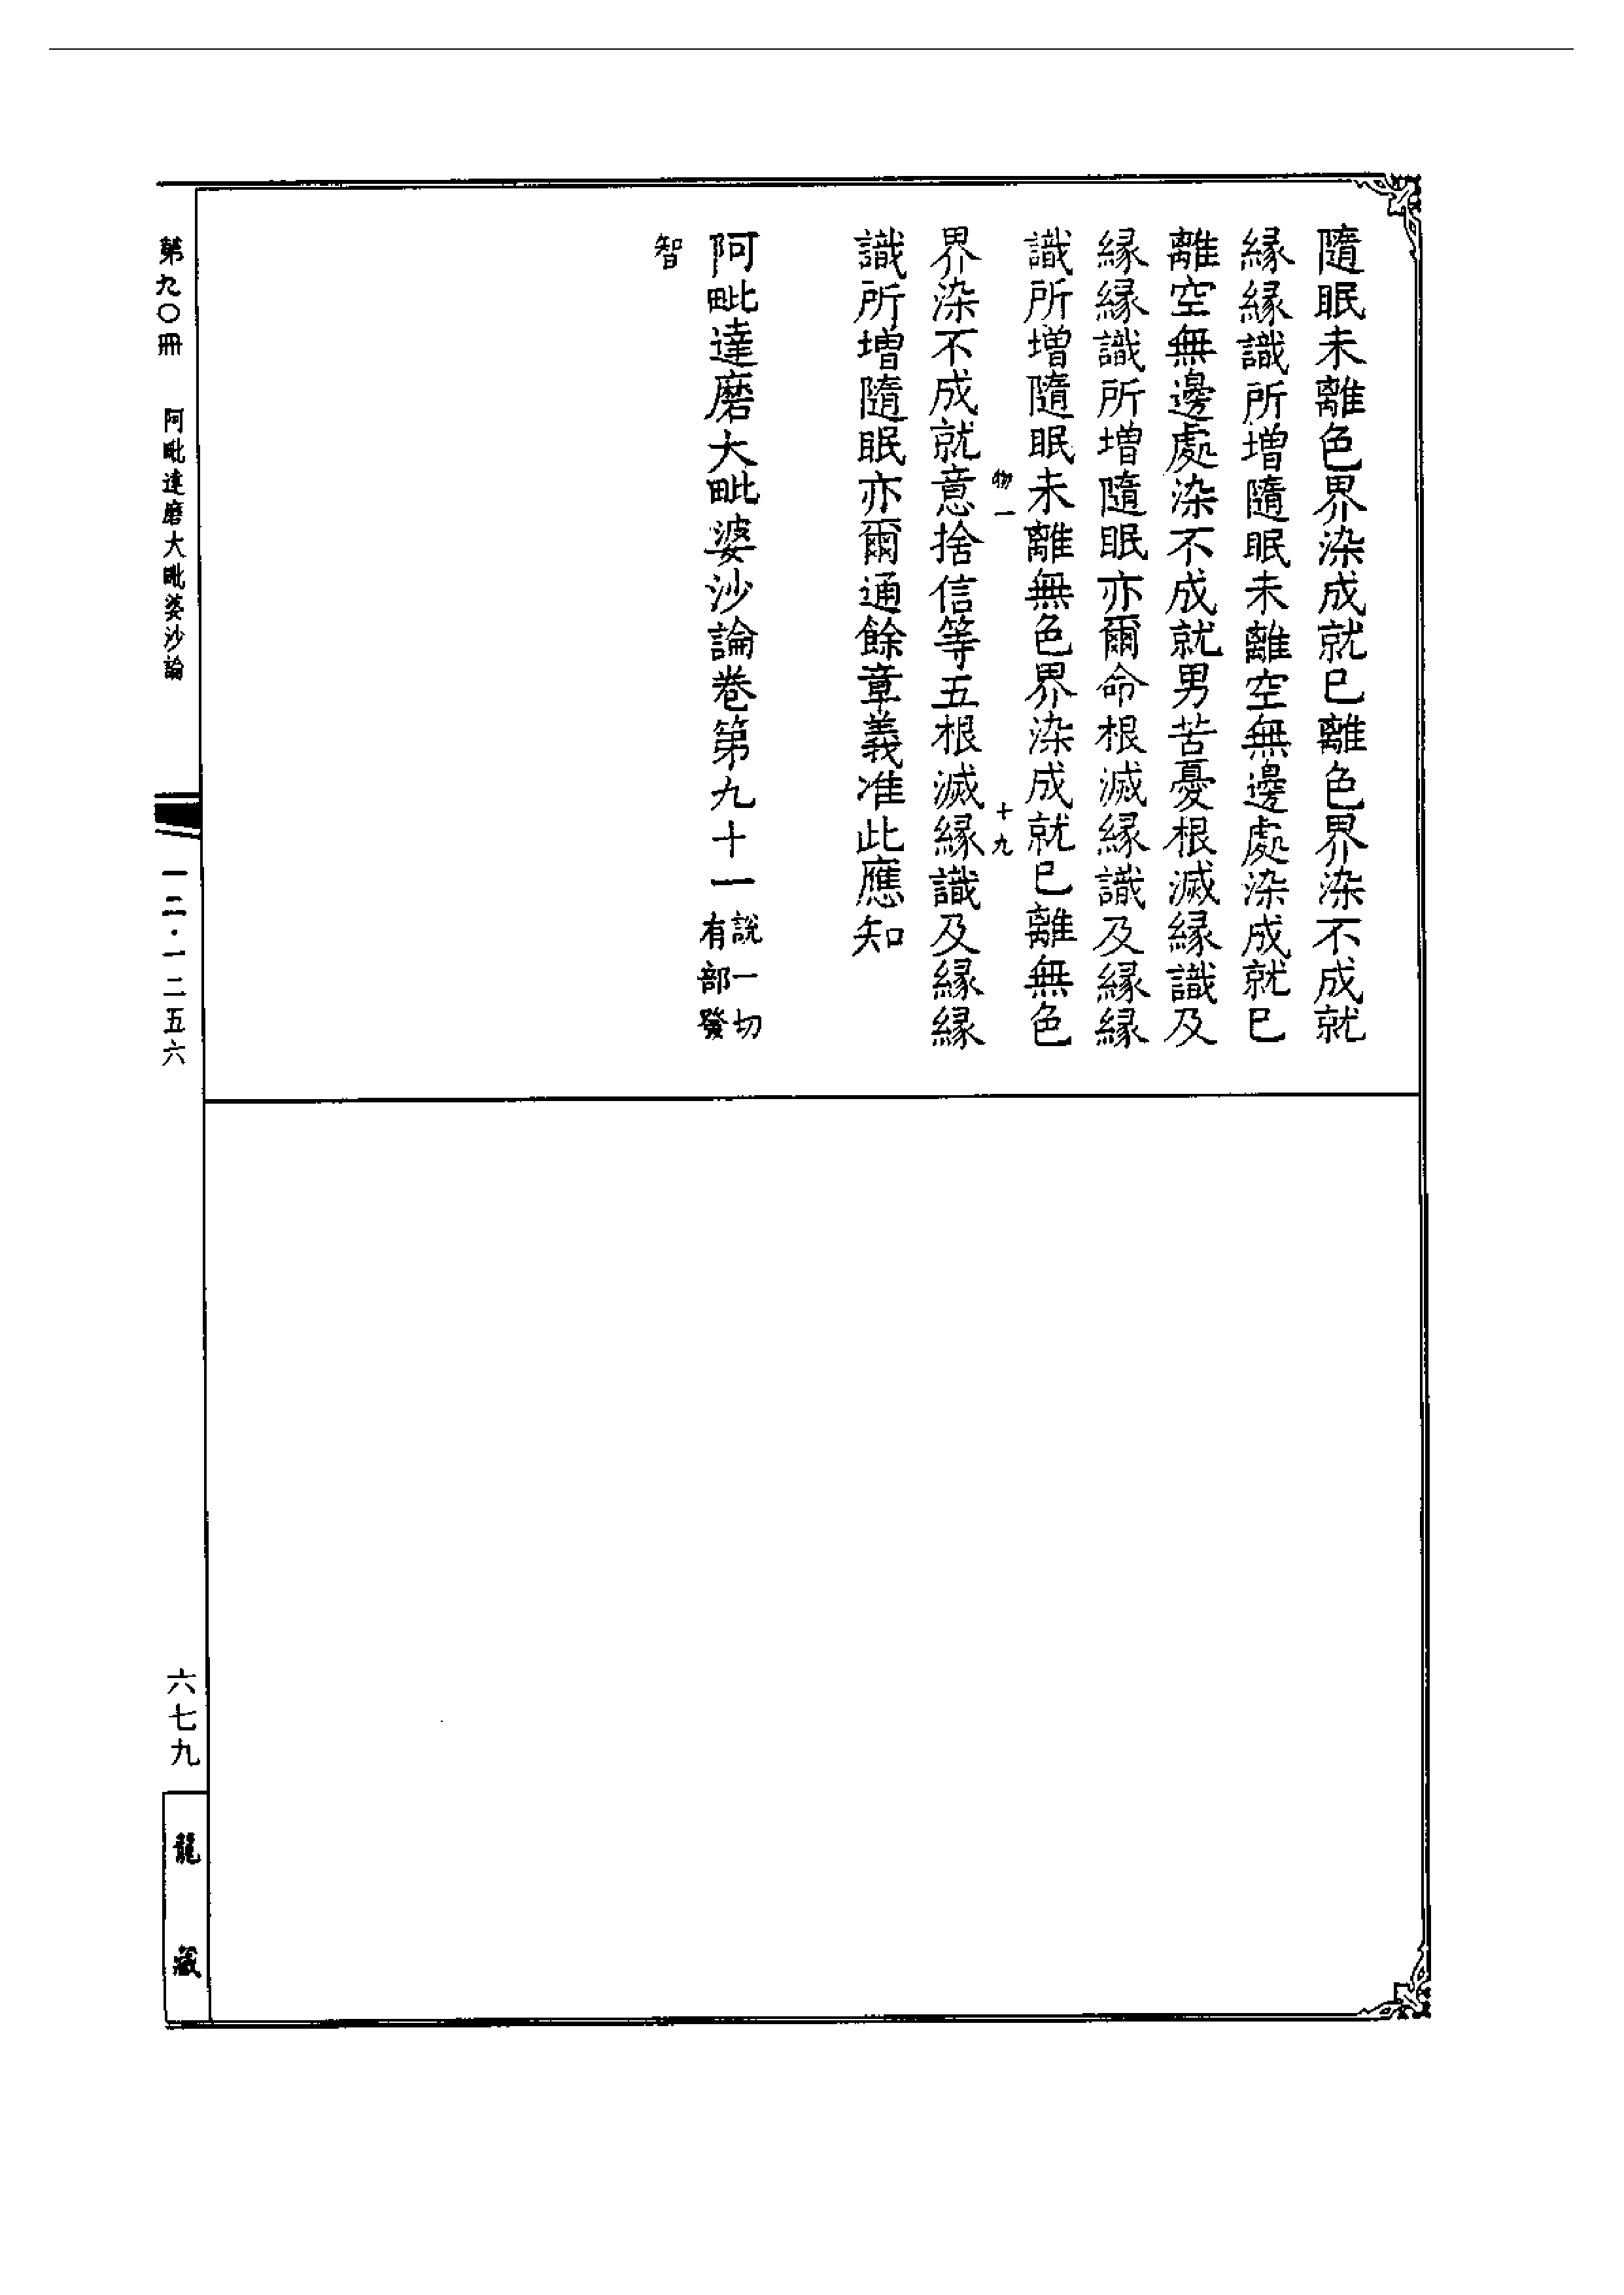 隨眠未離色界染成就已離色界染不成就
緣緣識所增隨眠未離空無邊處染成就已
離空無邊處染不成就男苦憂根滅緣識及
緣緣識所增隨眠亦爾命根滅緣識及緣緣
識所增隨眠未離無色界染成就已離無色
物一 十九
界染不成就意捨信等五根滅緣識及緣緣
識所增隨眠亦爾通餘章義准此應知
阿毗達磨大毗婆沙論卷第九十一 說一切
有部發
智
第九〇冊 阿毗達磨大毗婆沙論 一二·一二五六 六七九
龍藏